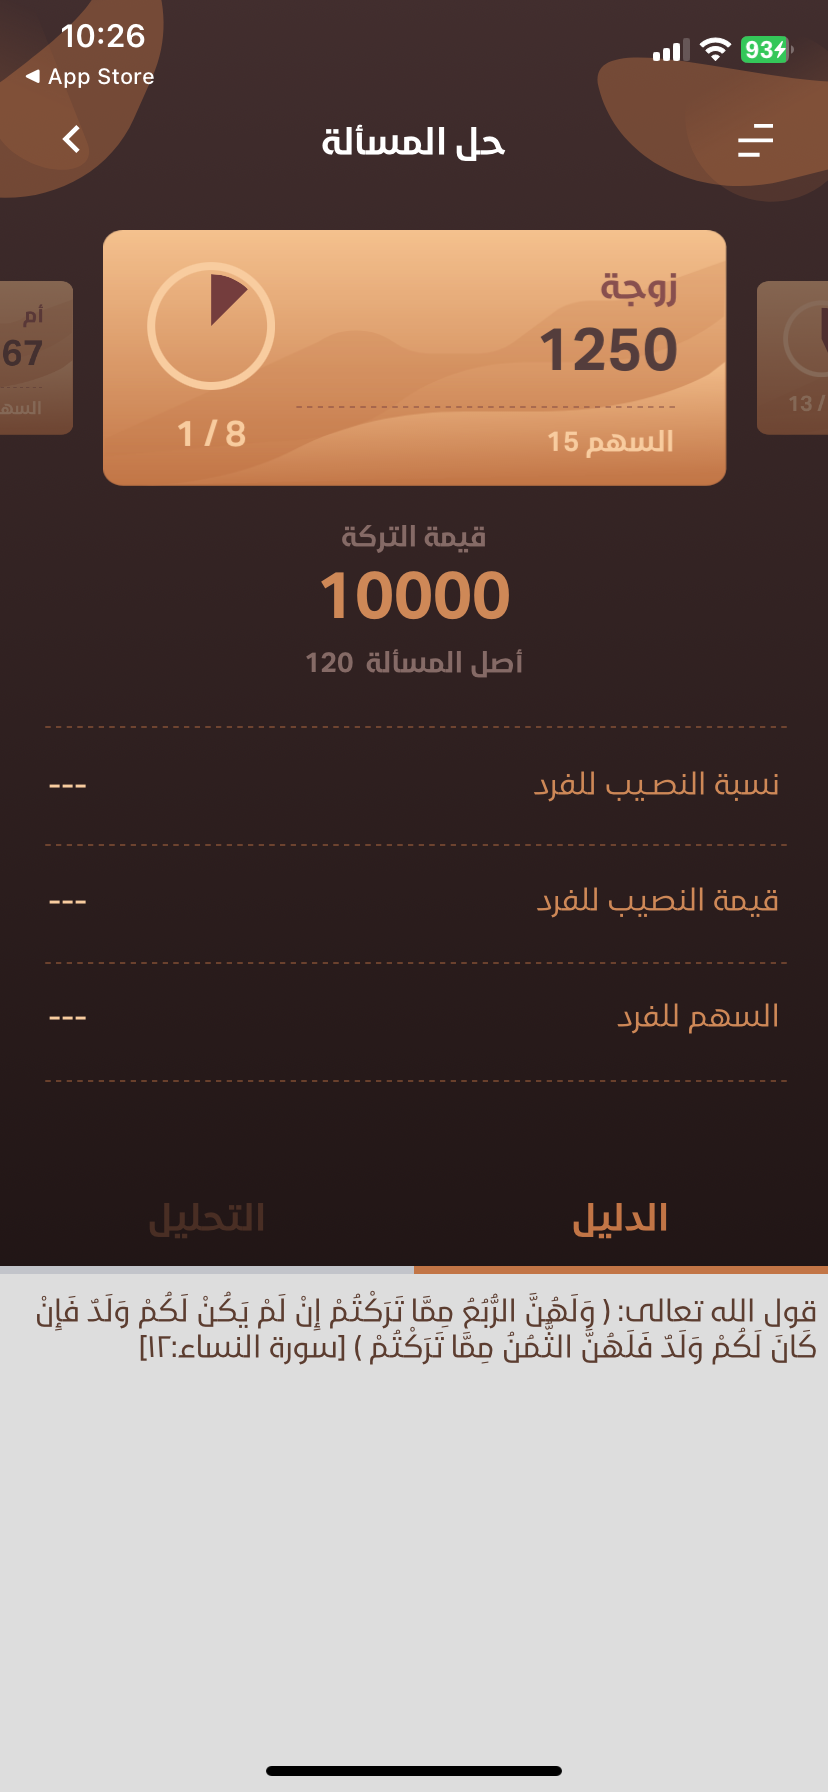 10:26
93
◀ App Store
حل المسألة
زوجة
1250
السهم 15
1 / 8
أم
67
السه
13 /
قيمة التركة
10000
أصل المسألة 120
نسبة النصيب للفرد ---
قيمة النصيب للفرد ---
السهم للفرد ---
الدليل
التحليل
قول الله تعالى: ( وَلَهُنَّ الرُّبُعُ مِمَّا تَرَكْتُمْ إِنْ لَمْ يَكُنْ لَكُمْ وَلَدٌ فَإِنْ
كَانَ لَكُمْ وَلَدٌ فَلَهُنَّ الثُّمُنُ مِمَّا تَرَكْتُمْ ) [سورة النساء:١٢]